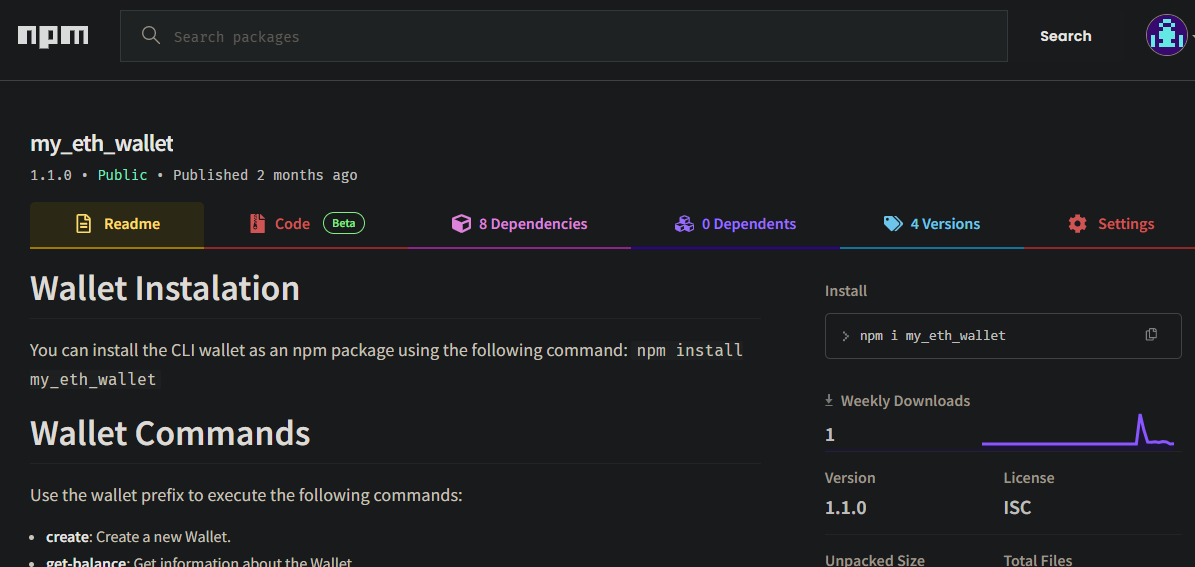 npm
Search packages
Search
my_eth_wallet
1.1.0 • Public • Published 2 months ago
Readme
Code Beta
8 Dependencies
0 Dependents
4 Versions
Settings
Wallet Instalation
You can install the CLI wallet as an npm package using the following command: npm install
my_eth_wallet
Wallet Commands
Use the wallet prefix to execute the following commands:
• create: Create a new Wallet.
• get-balance: Get information about the Wallet
Install
> npm i my_eth_wallet
Weekly Downloads
1
Version
1.1.0
License
ISC
Unpacked Size
Total Files